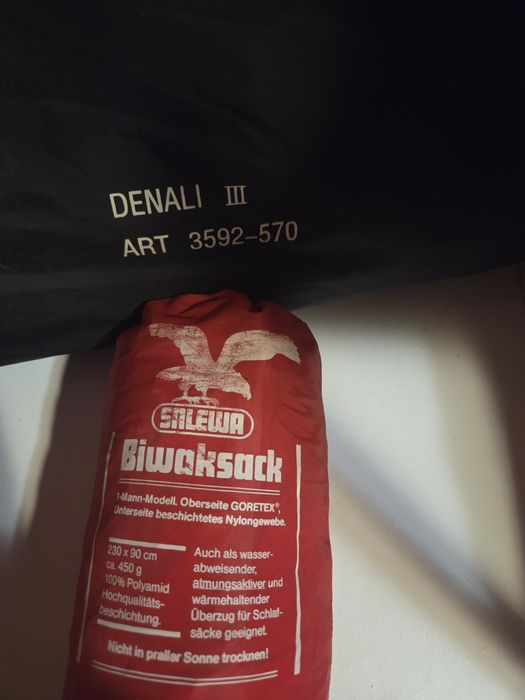 DENALI III
ART 3592-570
SALEWA
Biwaksack
1-Mann-Modell. Oberseite GORETEX®,
Unterseite beschichtetes Nylongewebe.
230 x 90 cm
ca. 450 g
100% Polyamid
Hochqualitäts-
beschichtung.
Auch als wasser-
abweisender,
atmungsaktiver und
wärmehaltender
Überzug für Schlaf-
säcke geeignet.
Nicht in praller Sonne trocknen!